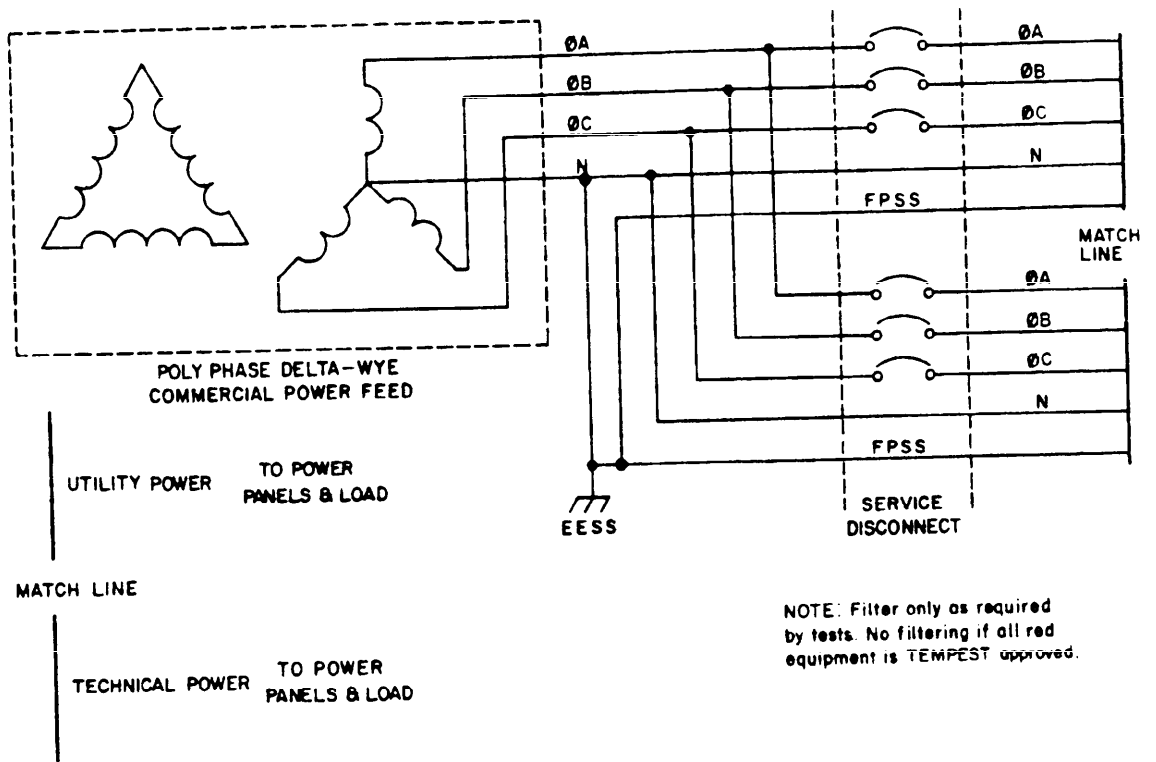 ØA
ØB
ØC
N
ØA
ØB
ØC
N
FPSS
MATCH
LINE
ØA
ØB
ØC
N
FPSS
POLY PHASE DELTA-WYE
COMMERCIAL POWER FEED
EESS
SERVICE
DISCONNECT
UTILITY POWER
TO POWER
PANELS & LOAD
MATCH LINE
TECHNICAL POWER
TO POWER
PANELS & LOAD
NOTE: Filter only as required
by tests. No filtering if all red
equipment is TEMPEST approved.